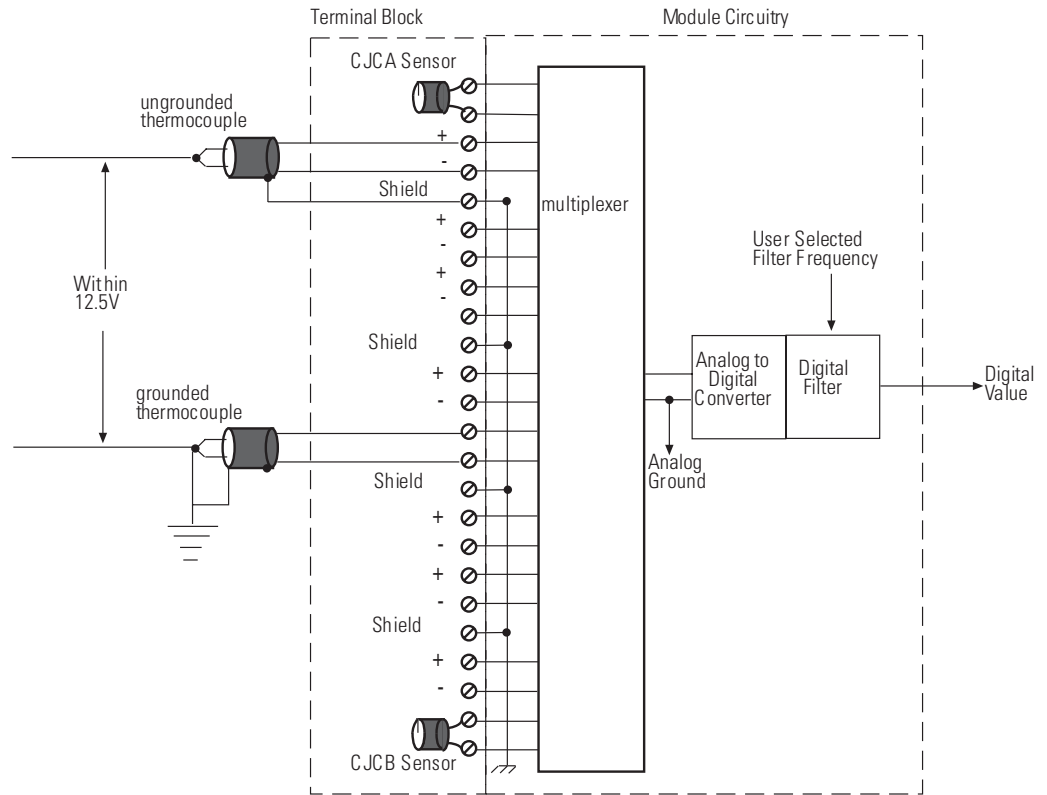 Terminal Block
Module Circuitry
CJCA Sensor
ungrounded
thermocouple
+
-
Shield
multiplexer
+
-
User Selected
Filter Frequency
+
-
Within
12.5V
Shield
Analog to
Digital
Converter
Digital
Filter
Digital
Value
+
-
grounded
thermocouple
Analog
Ground
Shield
+
-
+
-
Shield
+
-
CJCB Sensor